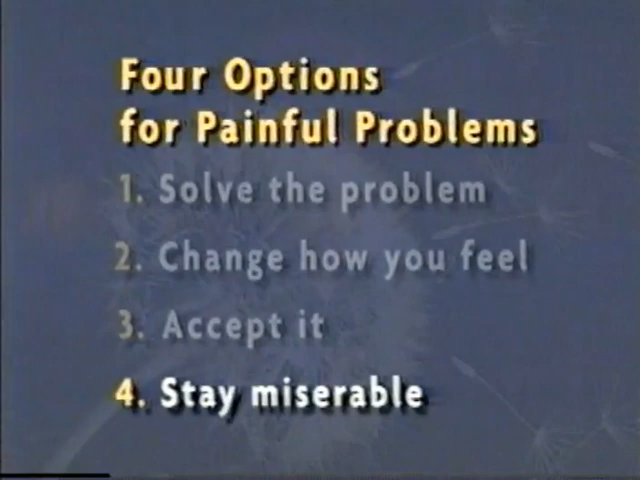 Four Options
for Painful Problems
1. Solve the problem
2. Change how you feel
3. Accept it
4. Stay miserable